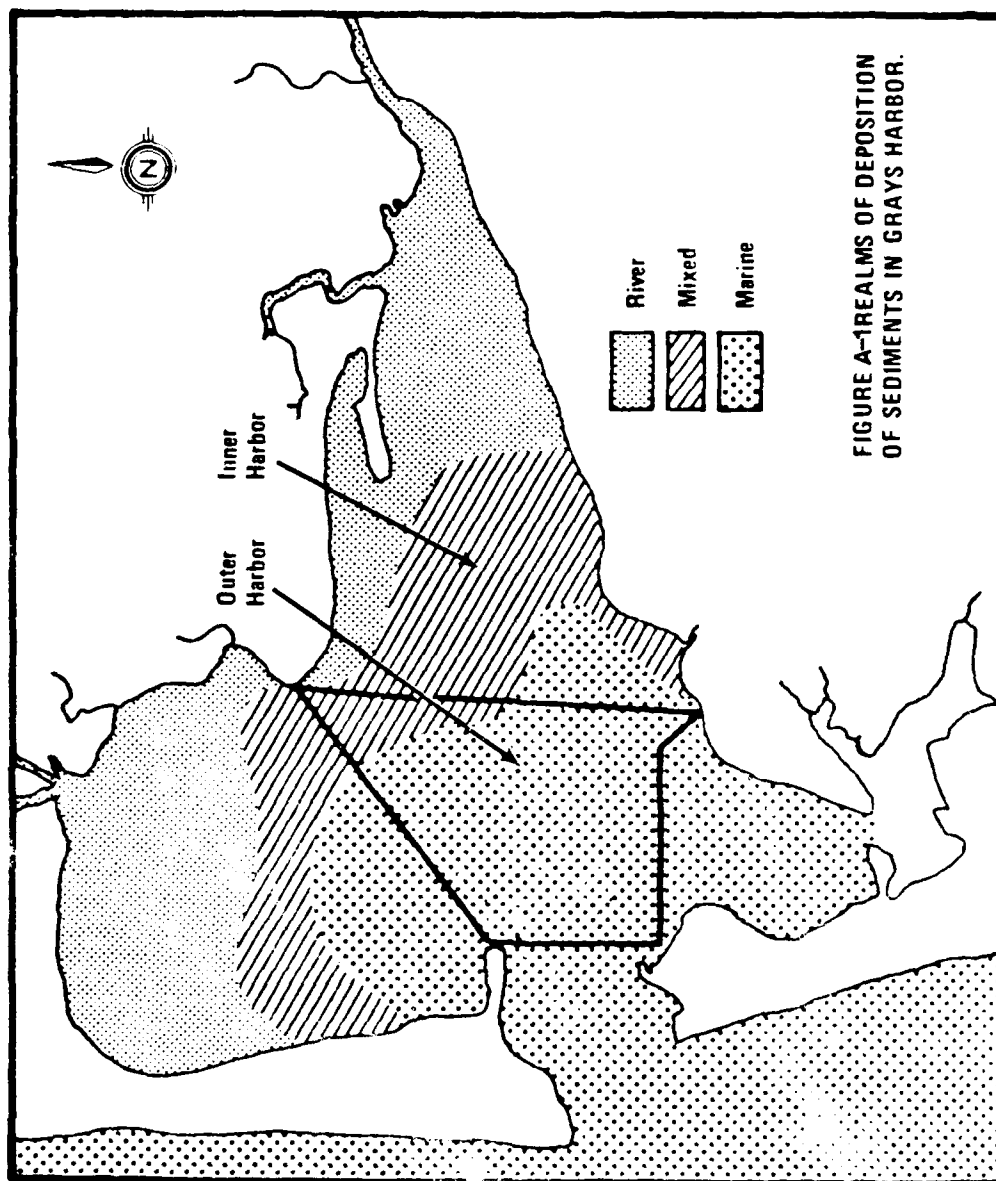 N
Outer
Harbor
Inner
Harbor
River
Mixed
Marine
FIGURE A-1REALMS OF DEPOSITION
OF SEDIMENTS IN GRAYS HARBOR.